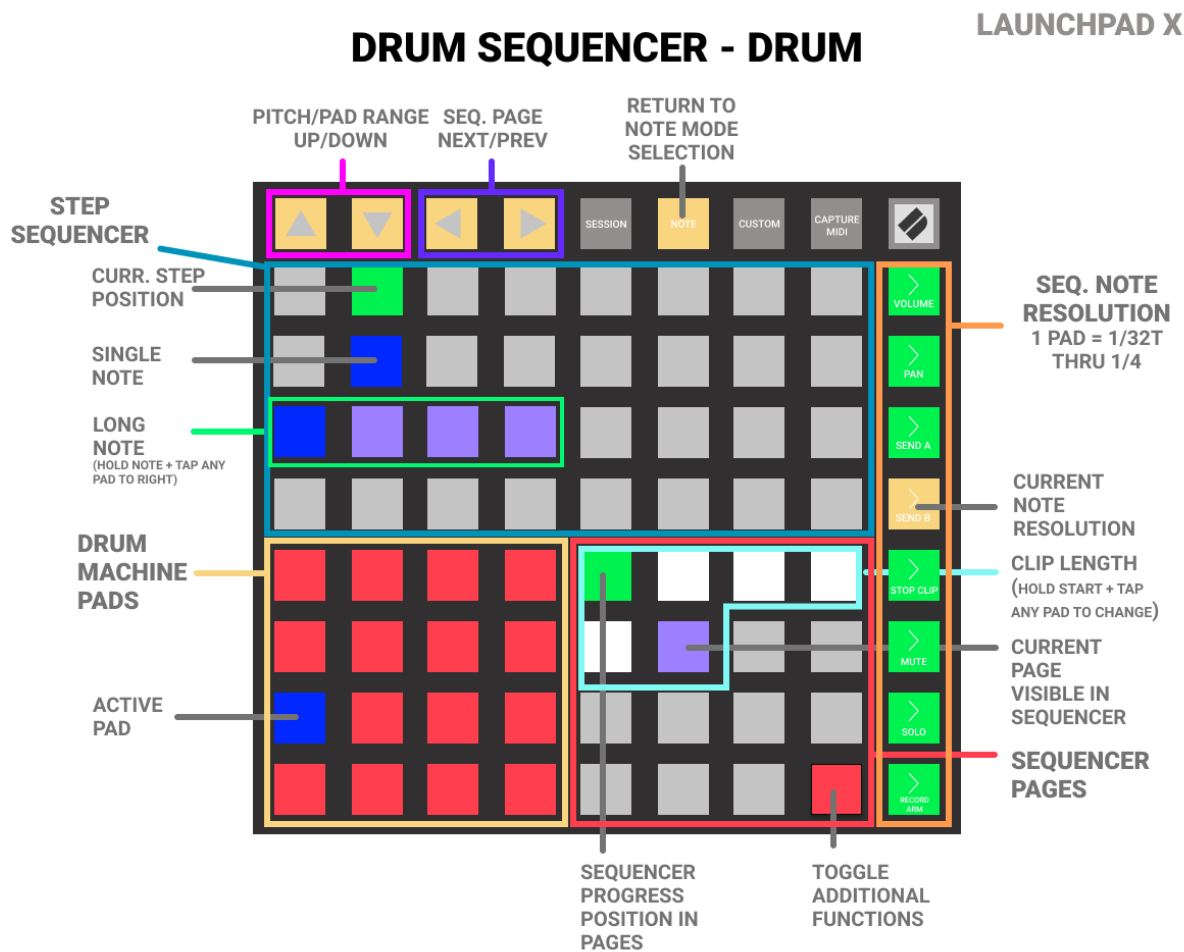 LAUNCHPAD X
DRUM SEQUENCER - DRUM
PITCH/PAD RANGE
UP/DOWN
SEQ. PAGE
NEXT/PREV
RETURN TO
NOTE MODE
SELECTION
STEP
SEQUENCER
SESSION
NOTE
CUSTOM
CAPTURE
MIDI
CURR. STEP
POSITION
VOLUME
SEQ. NOTE
RESOLUTION
1 PAD = 1/32T
THRU 1/4
SINGLE
NOTE
PAN
LONG
NOTE
(HOLD NOTE + TAP ANY
PAD TO RIGHT)
SEND A
SEND B
CURRENT
NOTE
RESOLUTION
DRUM
MACHINE
PADS
STOP CLIP
CLIP LENGTH
(HOLD START + TAP
ANY PAD TO CHANGE)
MUTE
CURRENT
PAGE
VISIBLE IN
SEQUENCER
ACTIVE
PAD
SOLO
SEQUENCER
PAGES
RECORD
ARM
SEQUENCER
PROGRESS
POSITION IN
PAGES
TOGGLE
ADDITIONAL
FUNCTIONS